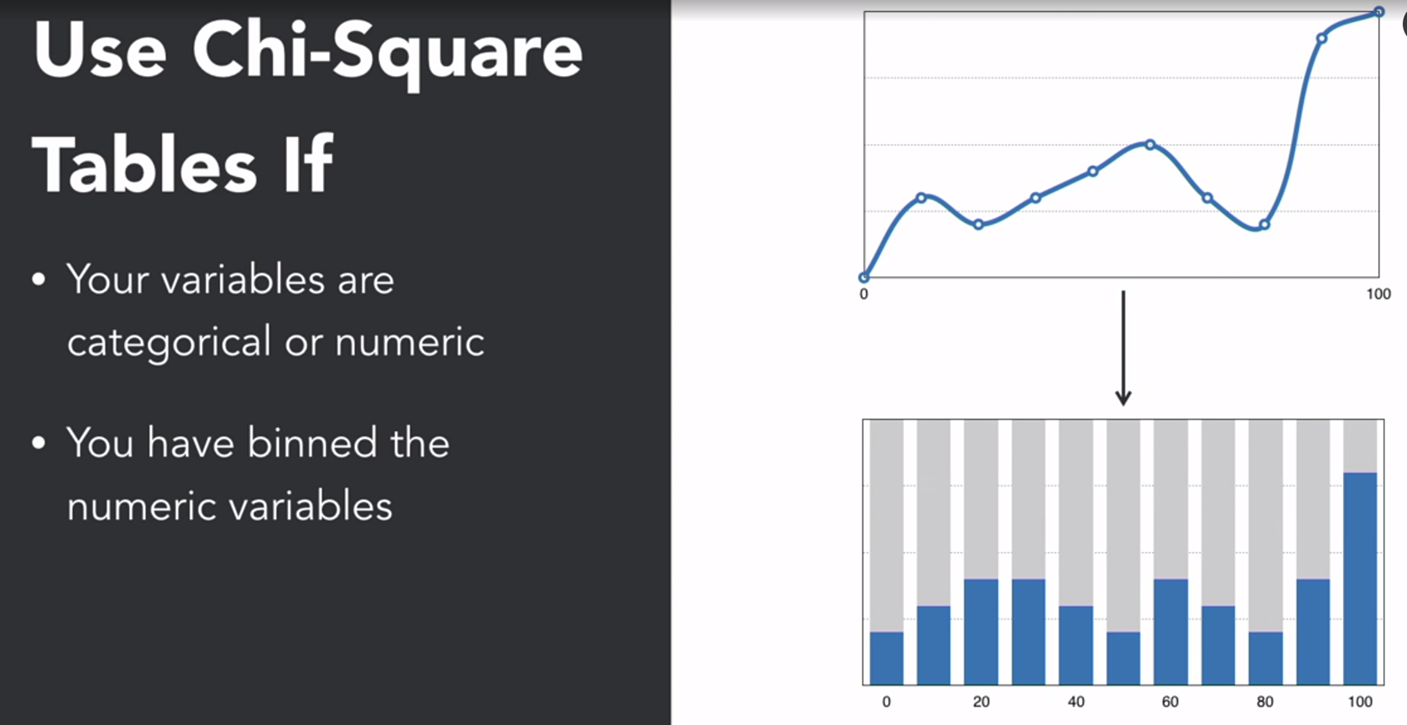 Use Chi-Square
Tables If
• Your variables are
categorical or numeric
• You have binned the
numeric variables
0 100
0 20 40 60 80 100